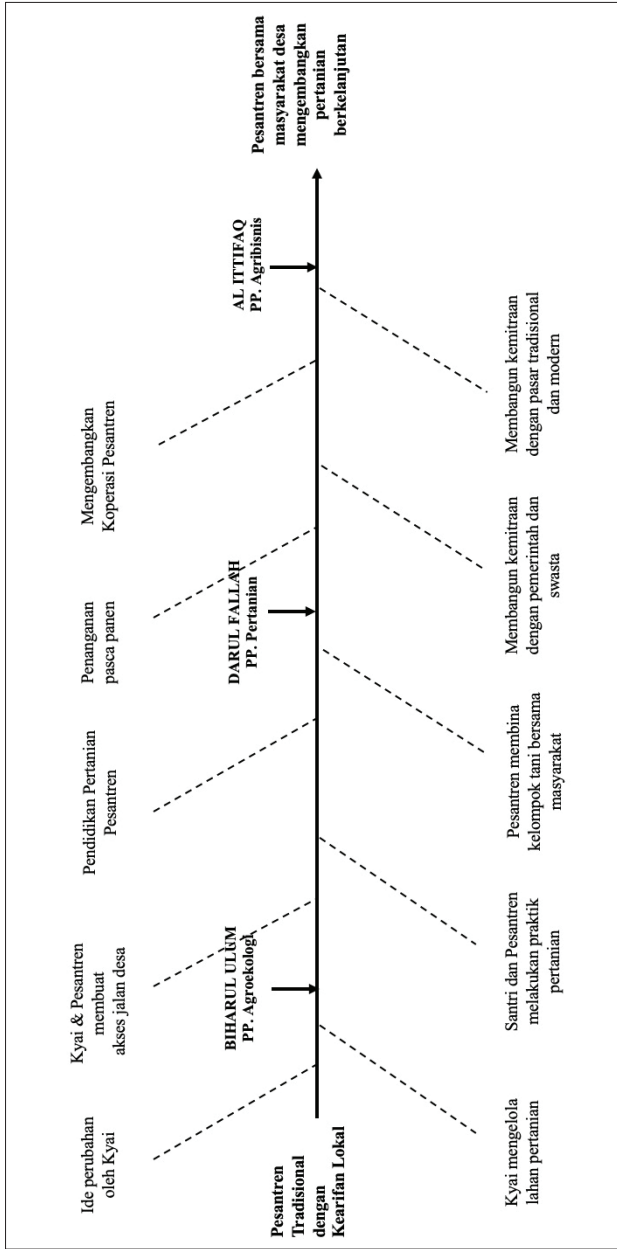 Ide perubahan
oleh Kyai
Kyai & Pesantren
membuat
akses jalan desa
Pendidikan Pertanian
Pesantren
Penanganan
pasca panen
Mengembangkan
Koperasi Pesantren
Pesantren
Tradisional
dengan
Kearifan Lokal
BIHARUL ULUM
PP. Agroekologi
DARUL FALLAH
PP. Pertanian
AL ITTIFAQ
PP. Agribisnis
Pesantren bersama
masyarakat desa
mengembangkan
pertanian
berkelanjutan
Kyai mengelola
lahan pertanian
Santri dan Pesantren
melakukan praktik
pertanian
Pesantren membina
kelompok tani bersama
masyarakat
Membangun kemitraan
dengan pemerintah dan
swasta
Membangun kemitraan
dengan pasar tradisional
dan modern